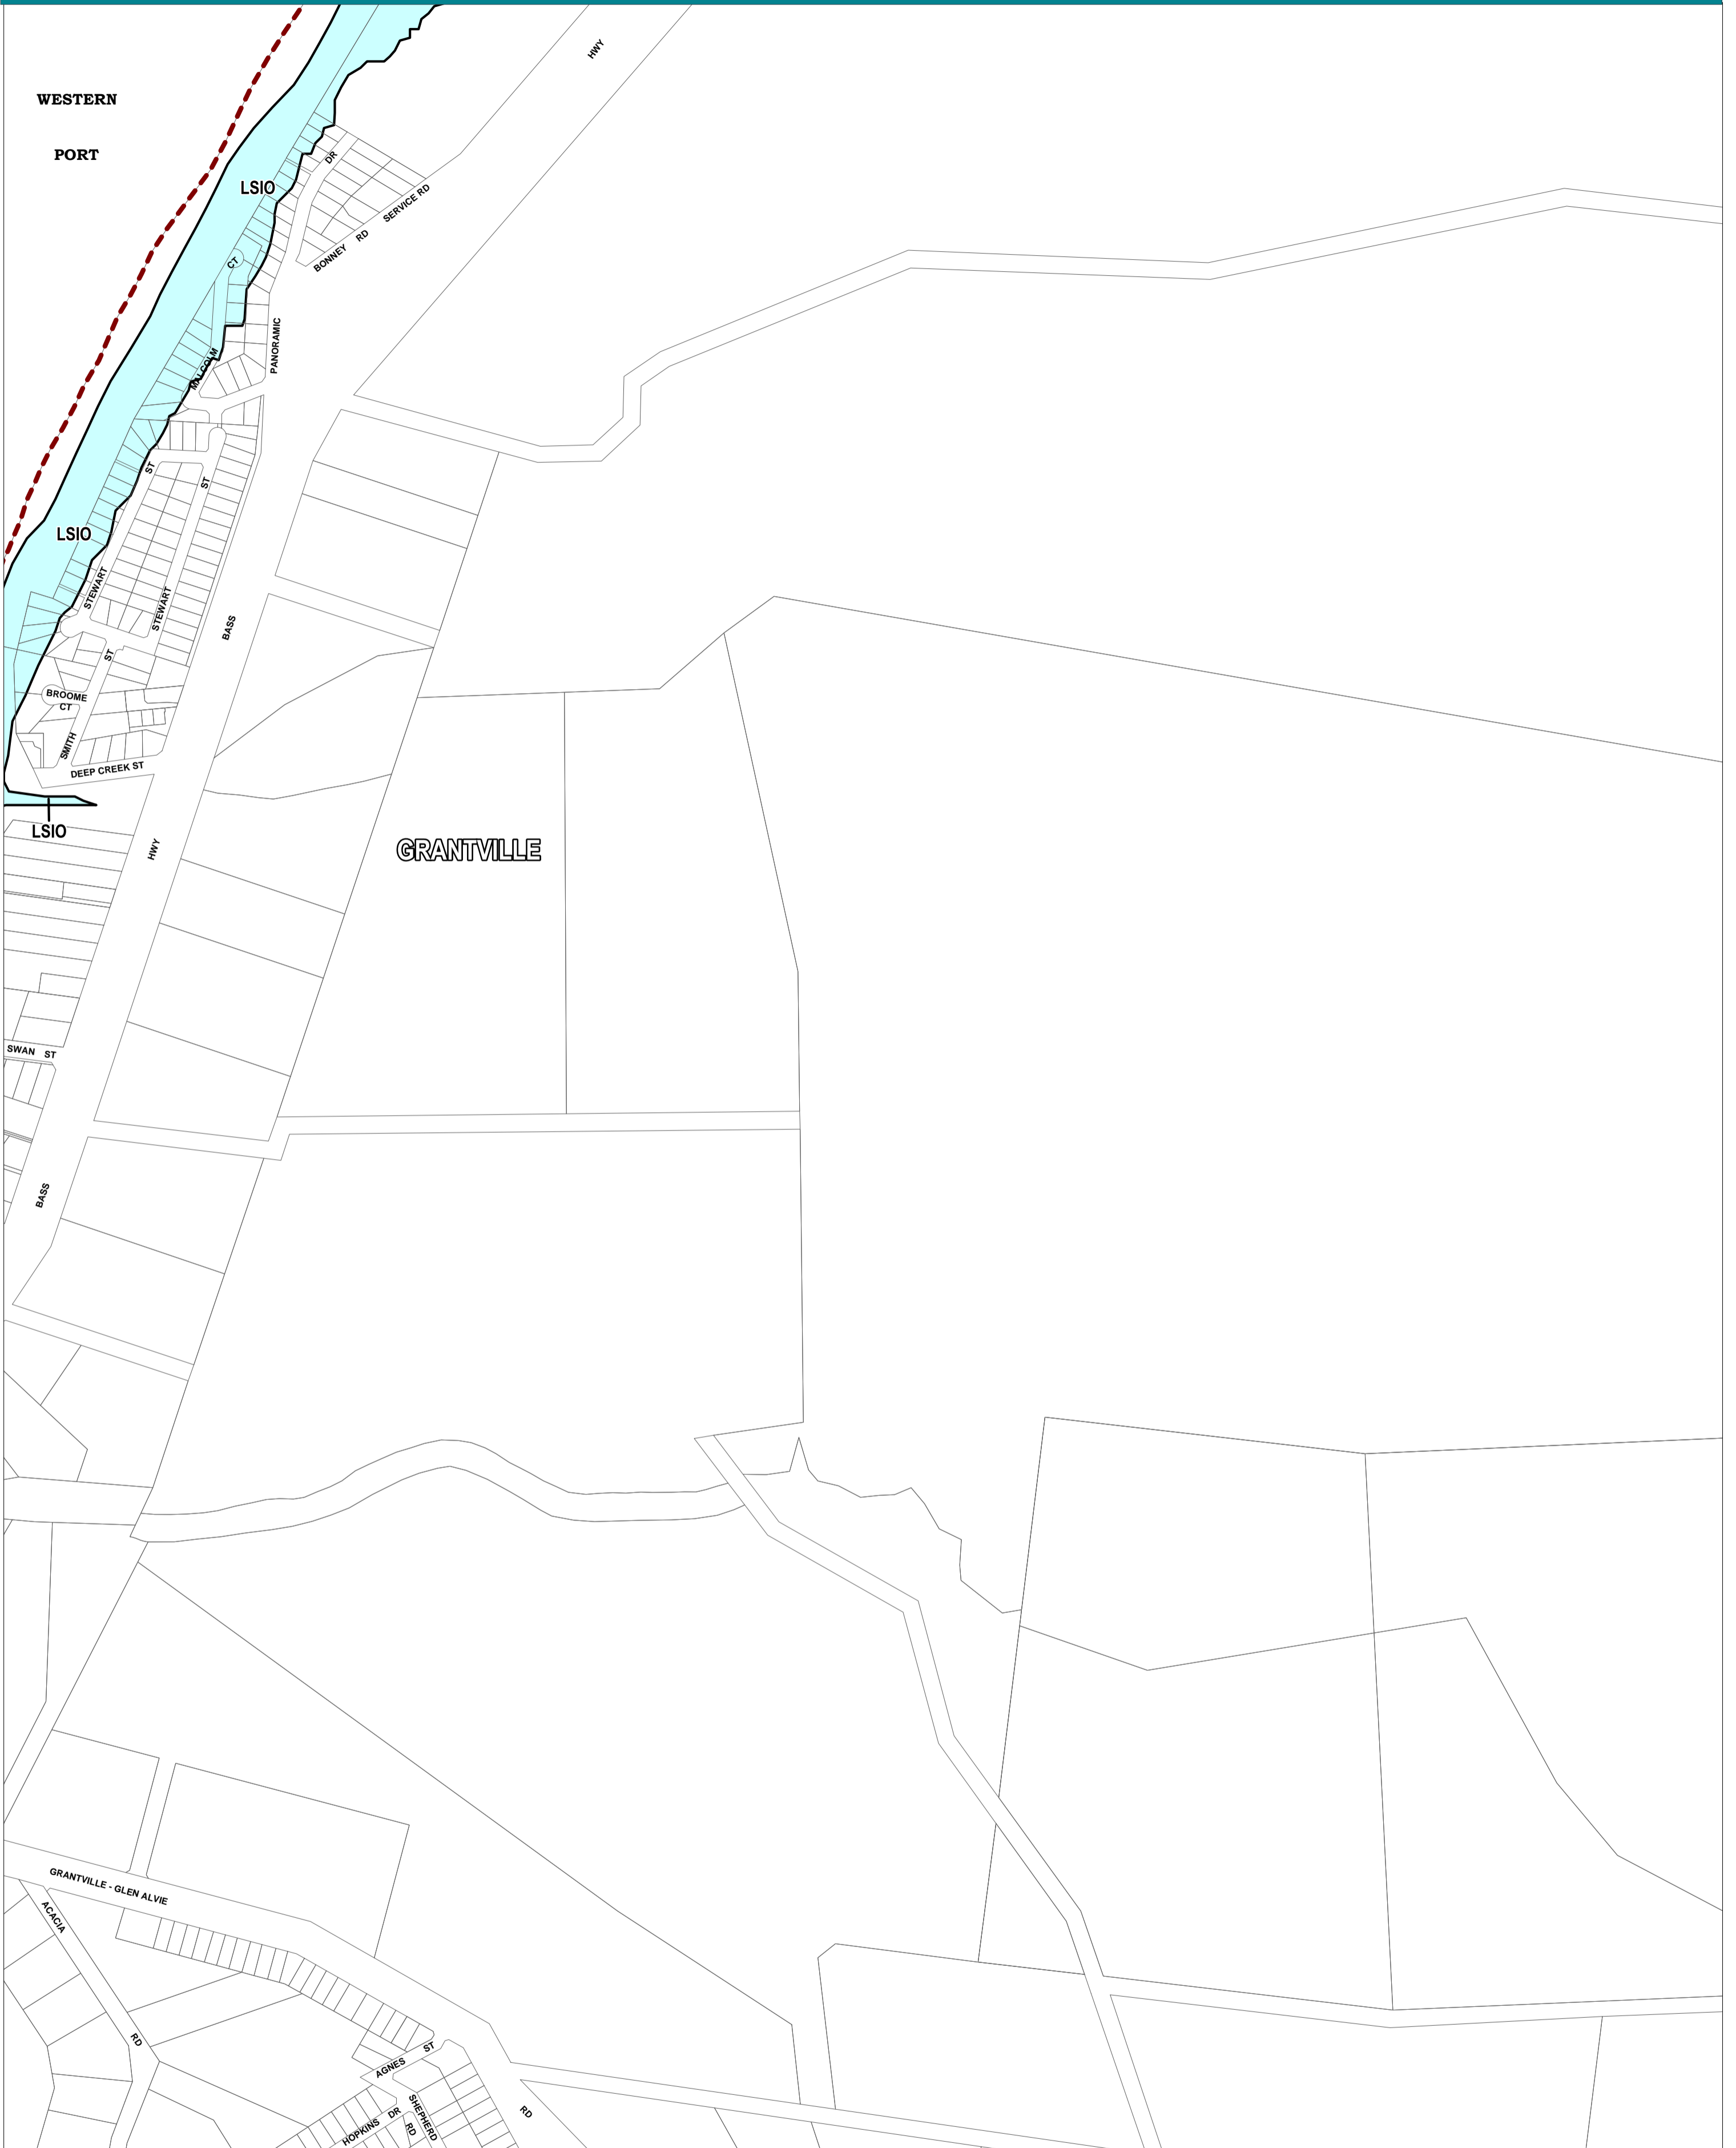 HWY
WESTERN
PORT
DR
LSIO
SERVICE RD
BONNEY RD
CT
PANORAMIC
MALCOLM
ST
ST
LSIO
STEWART
STEWART
BASS
ST
BROOME
CT
SMITH
DEEP CREEK ST
LSIO
HWY
GRANTVILLE
SWAN ST
BASS
GRANTVILLE - GLEN ALVIE
ACACIA
RD
AGNES ST
SHEPHERD
RD
HOPKINS DR
RD